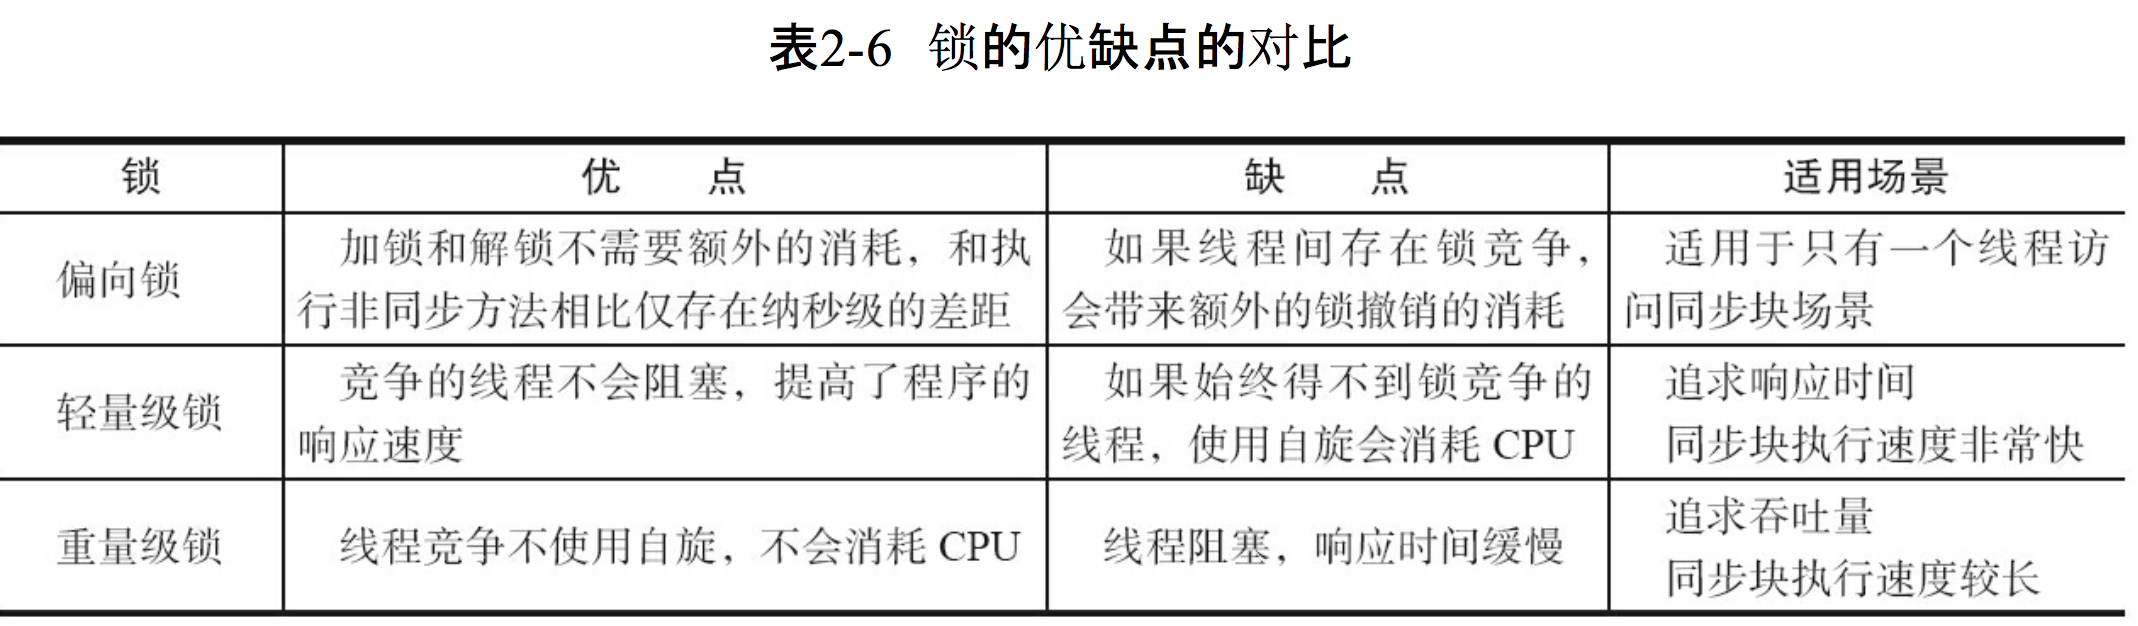 表2-6 锁的优缺点的对比
锁 优点 缺点 适用场景
偏向锁
加锁和解锁不需要额外的消耗，和执
行非同步方法相比仅存在纳秒级的差距
如果线程间存在锁竞争，
会带来额外的锁撤销的消耗
适用于只有一个线程访
问同步块场景
轻量级锁
竞争的线程不会阻塞，提高了程序的
响应速度
如果始终得不到锁竞争的
线程，使用自旋会消耗 CPU
追求响应时间
同步块执行速度非常快
重量级锁
线程竞争不使用自旋，不会消耗 CPU
线程阻塞，响应时间缓慢
追求吞吐量
同步块执行速度较长